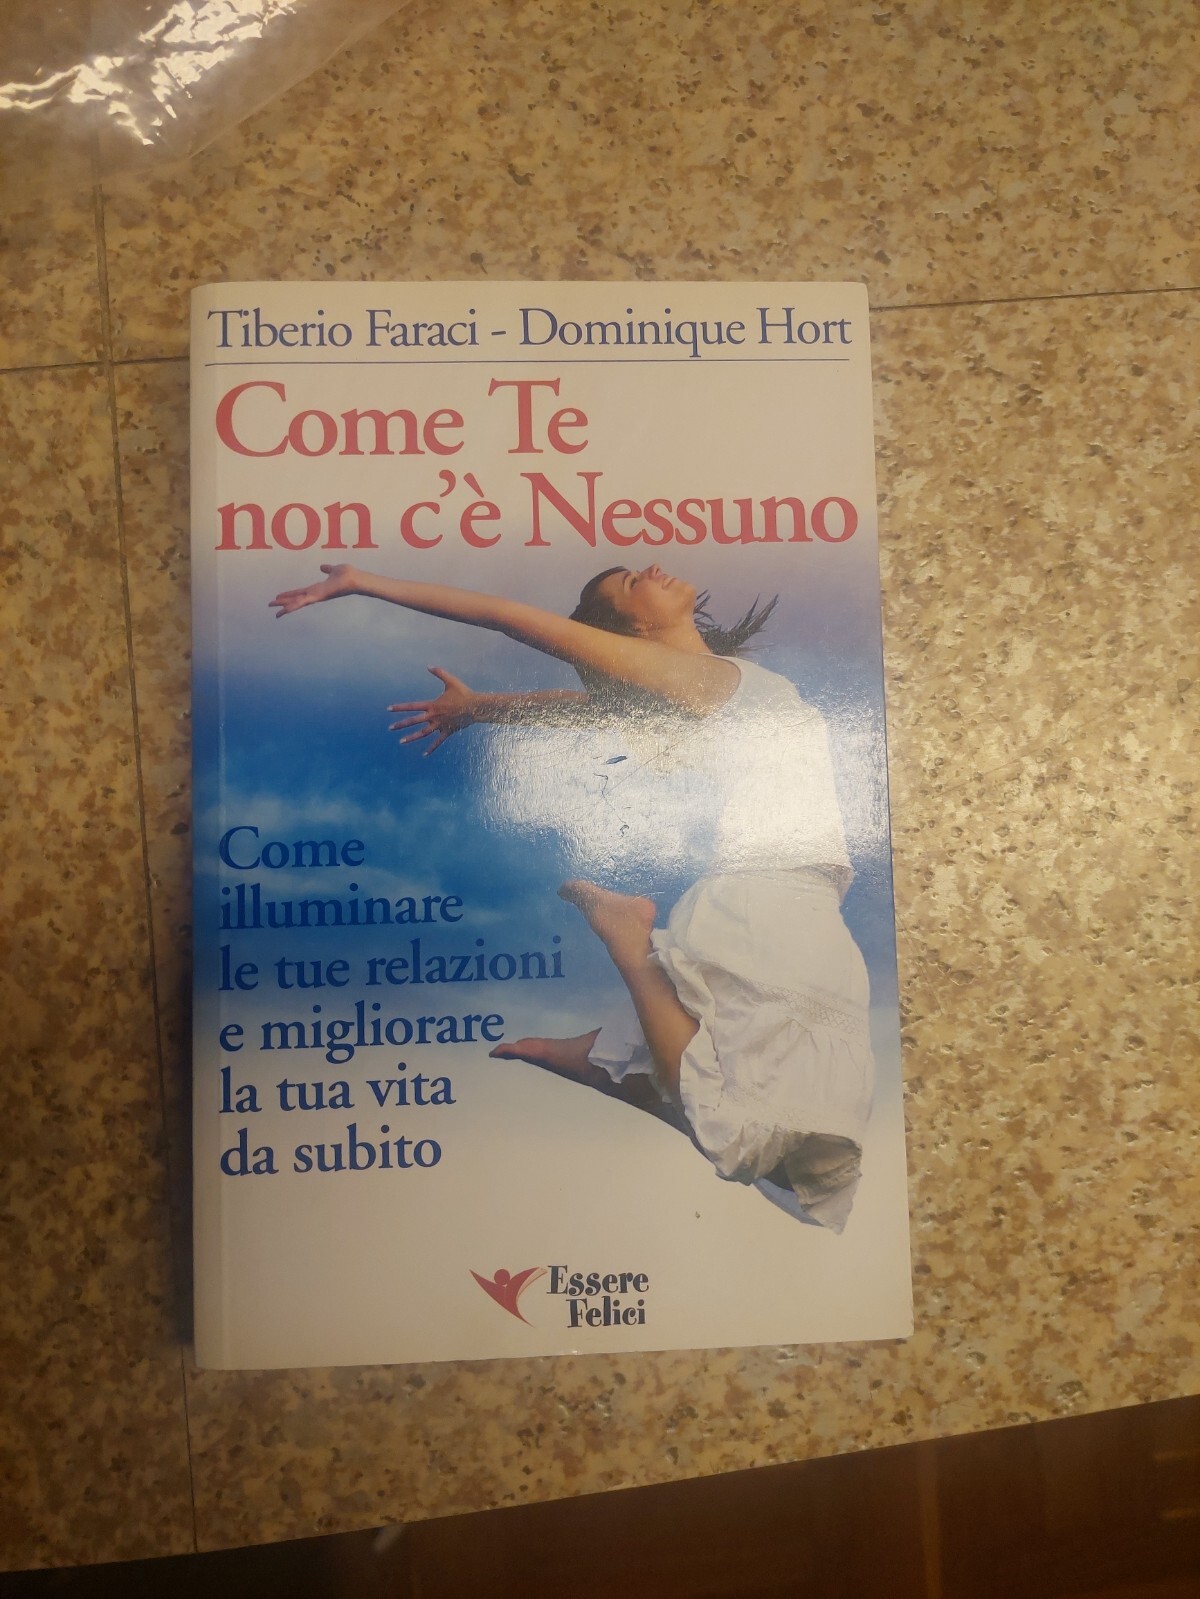 Tiberio Faraci - Dominique Hort
Come Te
non c'è Nessuno
Come
illuminare
le tue relazioni
e migliorare
la tua vita
da subito
Essere
Felici